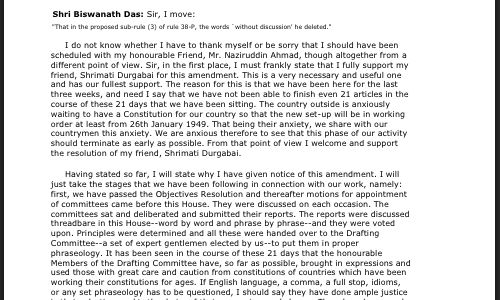 Shri Biswanath Das: Sir, I move:
"That in the proposed sub-rule (3) of rule 38-P, the words `without discussion' he deleted."
I do not know whether I have to thank myself or be sorry that I should have been
scheduled with my honourable Friend, Mr. Naziruddin Ahmad, though altogether from a
different point of view. Sir, in the first place, I must frankly state that I fully support my
friend, Shrimati Durgabai for this amendment. This is a very necessary and useful one
and has our fullest support. The reason for this is that we have been here for the last
three weeks, and need I say that we have not been able to finish even 21 articles in the
course of these 21 days that we have been sitting. The country outside is anxiously
waiting to have a Constitution for our country so that the new set-up will be in working
order at least from 26th January 1949. That being their anxiety, we share with our
countrymen this anxiety. We are anxious therefore to see that this phase of our activity
should terminate as early as possible. From that point of view I welcome and support
the resolution of my friend, Shrimati Durgabai.
Having stated so far, I will state why I have given notice of this amendment. I will
just take the stages that we have been following in connection with our work, namely:
first, we have passed the Objectives Resolution and thereafter motions for appointment
of committees came before this House. They were discussed on each occasion. The
committees sat and deliberated and submitted their reports. The reports were discussed
threadbare in this House--word by word and phrase by phrase--and they were voted
upon. Principles were determined and all these were handed over to the Drafting
Committee--a set of expert gentlemen elected by us--to put them in proper
phraseology. It has been seen in the course of these 21 days that the honourable
Members of the Drafting Committee have, so far as possible, brought in expressions and
used those with great care and caution from constitutions of countries which have been
working their constitutions for ages. If English language, a comma, a full stop, idioms,
or any set phraseology has to be questioned, I should say they have done ample justice